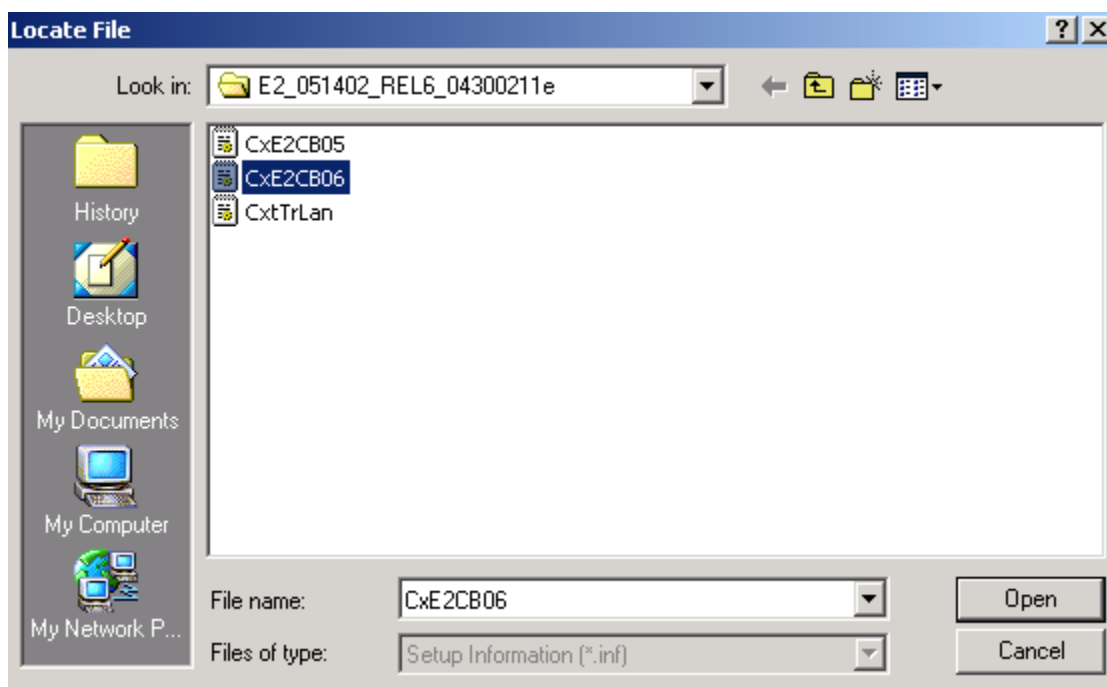 Locate File
Look in: E2_051402_REL6_04300211e
CxE2CB05
CxE2CB06
CxtTrLan
History
Desktop
My Documents
My Computer
My Network P...
File name: CxE2CB06 Open
Files of type: Setup Information (*.inf) Cancel